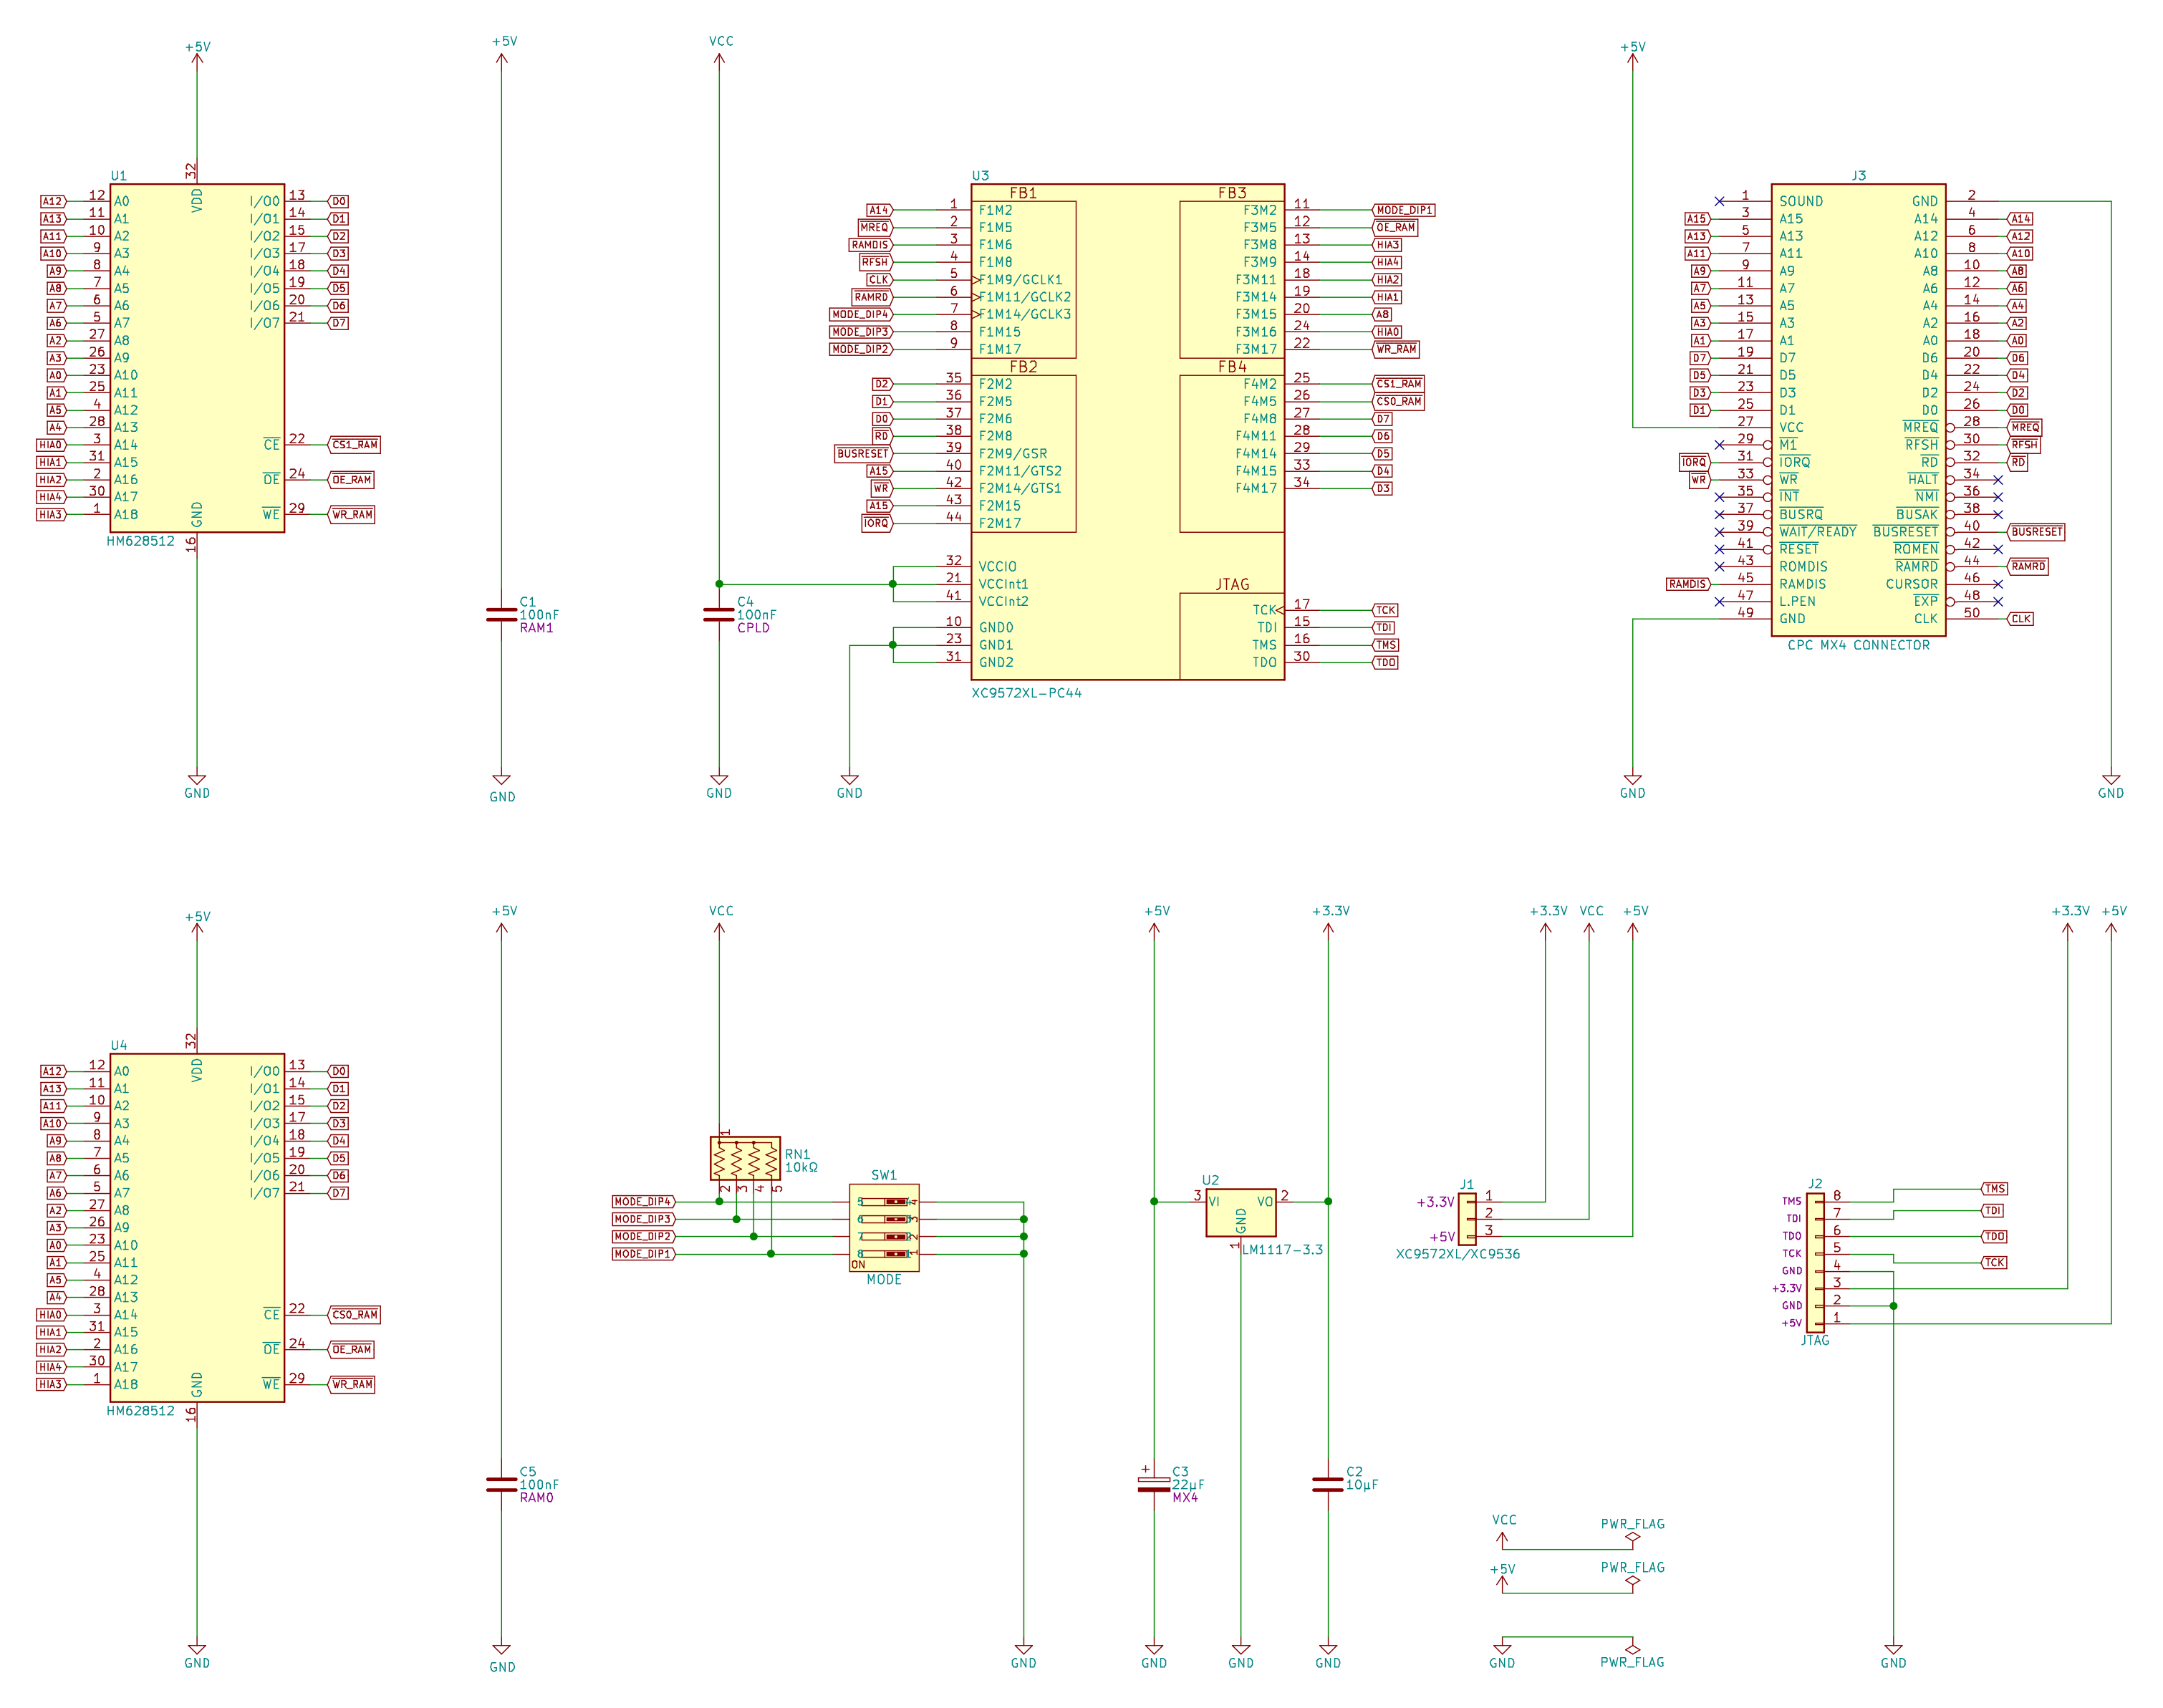 +5V
U1
32
VDD
A12 12 A0 I/O0 13 D0
A13 11 A1 I/O1 14 D1
A11 10 A2 I/O2 15 D2
A10 9 A3 I/O3 17 D3
A9 8 A4 I/O4 18 D4
A8 7 A5 I/O5 19 D5
A7 6 A6 I/O6 20 D6
A6 5 A7 I/O7 21 D7
A2 27 A8
A3 26 A9
A0 23 A10
A1 25 A11
A5 4 A12
A4 28 A13
HIA0 3 A14 CE 22 CS1_RAM
HIA1 31 A15
HIA2 2 A16 OE 24 OE_RAM
HIA4 30 A17
HIA3 1 A18 WE 29 WR_RAM
GND
16
HM628512
GND
+5V
C1
100nF
RAM1
GND
VCC
C4
100nF
CPLD
GND
GND
U3
FB1 FB3
A14 1 F1M2 F3M2 11 MODE_DIP1
MREQ 2 F1M5 F3M5 12 OE_RAM
RAMDIS 3 F1M6 F3M8 13 HIA3
RFSH 4 F1M8 F3M9 14 HIA4
CLK 5 F1M9/GCLK1 F3M11 18 HIA2
RAMRD 6 F1M11/GCLK2 F3M14 19 HIA1
MODE_DIP4 7 F1M14/GCLK3 F3M15 20 A8
MODE_DIP3 8 F1M15 F3M16 24 HIA0
MODE_DIP2 9 F1M17 F3M17 22 WR_RAM
FB2 FB4
D2 35 F2M2 F4M2 25 CS1_RAM
D1 36 F2M5 F4M5 26 CS0_RAM
D0 37 F2M6 F4M8 27 D7
RD 38 F2M8 F4M11 28 D6
BUSRESET 39 F2M9/GSR F4M14 29 D5
A15 40 F2M11/GTS2 F4M15 33 D4
WR 42 F2M14/GTS1 F4M17 34 D3
A15 43 F2M15
IORQ 44 F2M17
32 VCCIO
21 VCCInt1 JTAG
41 VCCInt2
TCK 17 TCK
10 GND0 TDI 15 TDI
23 GND1 TMS 16 TMS
31 GND2 TDO 30 TDO
XC9572XL-PC44
+5V
J3
1 SOUND GND 2
A15 3 A15 A14 4 A14
A13 5 A13 A12 6 A12
A11 7 A11 A10 8 A10
A9 9 A9 A8 10 A8
A7 11 A7 A6 12 A6
A5 13 A5 A4 14 A4
A3 15 A3 A2 16 A2
A1 17 A1 A0 18 A0
D7 19 D7 D6 20 D6
D5 21 D5 D4 22 D4
D3 23 D3 D2 24 D2
D1 25 D1 D0 26 D0
27 VCC MREQ 28 MREQ
29 M1 RFSH 30 RFSH
IORQ 31 IORQ RD 32 RD
WR 33 WR HALT 34
35 INT NMI 36
37 BUSRQ BUSAK 38
39 WAIT/READY BUSRESET 40 BUSRESET
41 RESET ROMEN 42
43 ROMDIS RAMRD 44 RAMRD
RAMDIS 45 RAMDIS CURSOR 46
47 L.PEN EXP 48
49 GND CLK 50 CLK
CPC MX4 CONNECTOR
GND
GND
+5V
U4
32
VDD
A12 12 A0 I/O0 13 D0
A13 11 A1 I/O1 14 D1
A11 10 A2 I/O2 15 D2
A10 9 A3 I/O3 17 D3
A9 8 A4 I/O4 18 D4
A8 7 A5 I/O5 19 D5
A7 6 A6 I/O6 20 D6
A6 5 A7 I/O7 21 D7
A2 27 A8
A3 26 A9
A0 23 A10
A1 25 A11
A5 4 A12
A4 28 A13
HIA0 3 A14 CE 22 CS0_RAM
HIA1 31 A15
HIA2 2 A16 OE 24 OE_RAM
HIA4 30 A17
HIA3 1 A18 WE 29 WR_RAM
GND
16
HM628512
GND
+5V
C5
100nF
RAM0
GND
VCC
1
RN1
10kΩ
2 3 4 5
SW1
MODE_DIP4 5 4
MODE_DIP3 6 3
MODE_DIP2 7 2
MODE_DIP1 8 1
ON
MODE
GND
+5V
+3.3V
U2
3 VI VO 2
GND
1
LM1117-3.3
C3
22µF
MX4
C2
10µF
GND
GND
GND
+3.3V VCC +5V
J1
+3.3V 1
2
+5V 3
XC9572XL/XC9536
VCC PWR_FLAG
+5V PWR_FLAG
GND PWR_FLAG
+3.3V +5V
J2
TMS 8 TMS
TDI 7 TDI
TDO 6 TDO
TCK 5 TCK
GND 4
+3.3V 3
GND 2
+5V 1
JTAG
GND